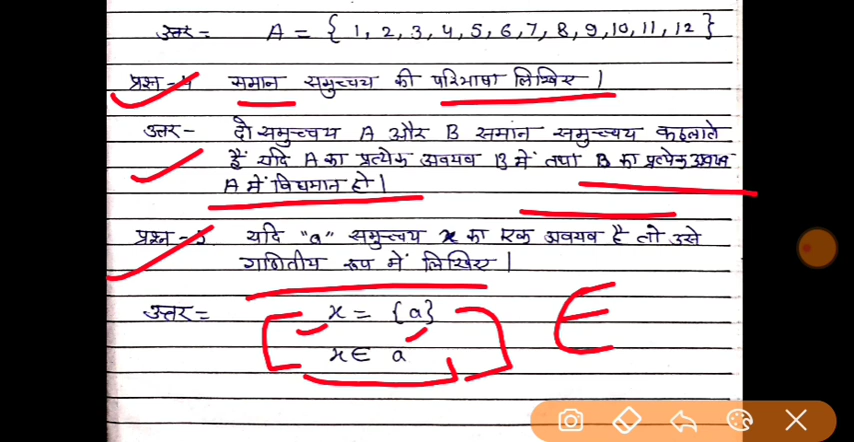 उत्तर = A = { 1, 2, 3, 4, 5, 6, 7, 8, 9, 10, 11, 12 }
प्रश्न -4 समान समुच्चय की परिभाषा लिखिए |
उत्तर - दो समुच्चय A और B समान समुच्चय कहलाते
हैं यदि A का प्रत्येक अवयव B में तथा B का प्रत्येक अवयव
A में विद्यमान हो |
प्रश्न -5 यदि "a" समुच्चय x का एक अवयव है तो उसे
गणितीय रूप में लिखिए |
उत्तर = x = {a} ∈
x ∈ a